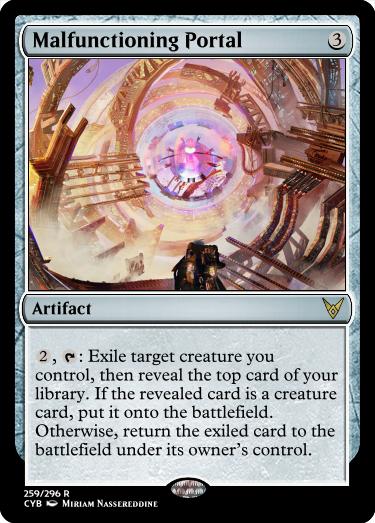 Malfunctioning Portal 3
Artifact
2, T: Exile target creature you
control, then reveal the top card of your
library. If the revealed card is a creature
card, put it onto the battlefield.
Otherwise, return the exiled card to the
battlefield under its owner's control.
259/296 R
CYB Miriam Nassereddine